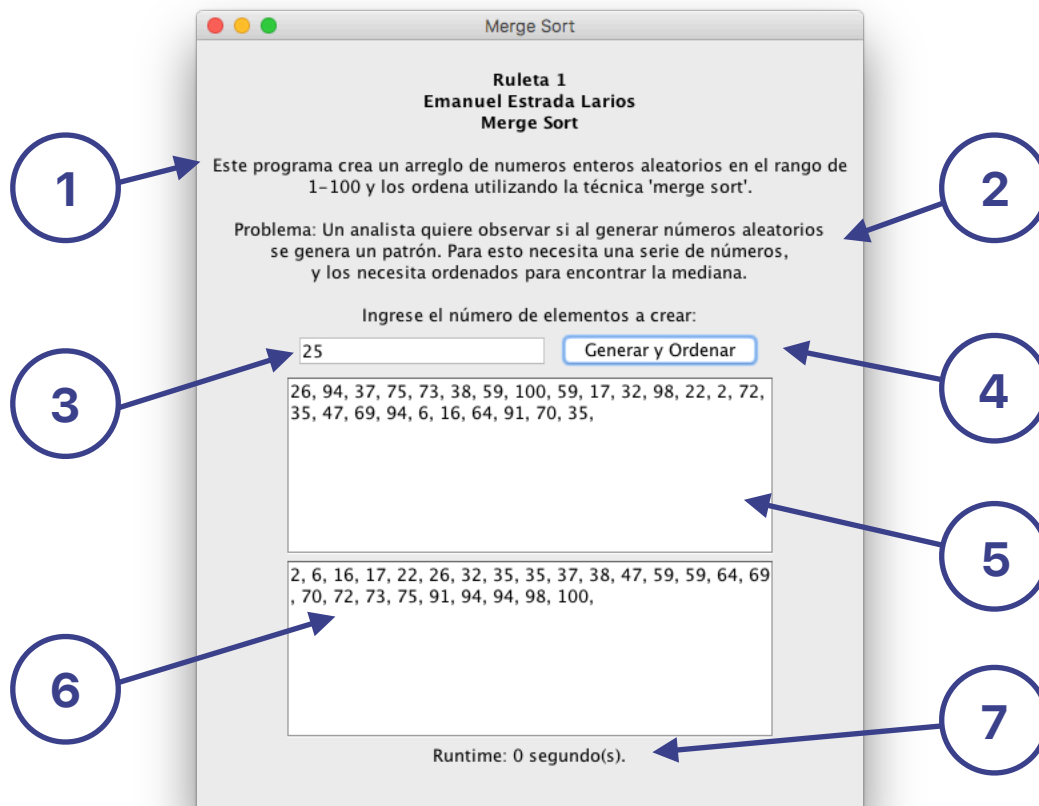 Merge Sort
Ruleta 1
Emanuel Estrada Larios
Merge Sort
1
Este programa crea un arreglo de numeros enteros aleatorios en el rango de
1-100 y los ordena utilizando la técnica 'merge sort'.
2
Problema: Un analista quiere observar si al generar números aleatorios
se genera un patrón. Para esto necesita una serie de números,
y los necesita ordenados para encontrar la mediana.
Ingrese el número de elementos a crear:
3
25
Generar y Ordenar
4
26, 94, 37, 75, 73, 38, 59, 100, 59, 17, 32, 98, 22, 2, 72,
35, 47, 69, 94, 6, 16, 64, 91, 70, 35,
5
2, 6, 16, 17, 22, 26, 32, 35, 35, 37, 38, 47, 59, 59, 64, 69
, 70, 72, 73, 75, 91, 94, 94, 98, 100,
6
7
Runtime: 0 segundo(s).